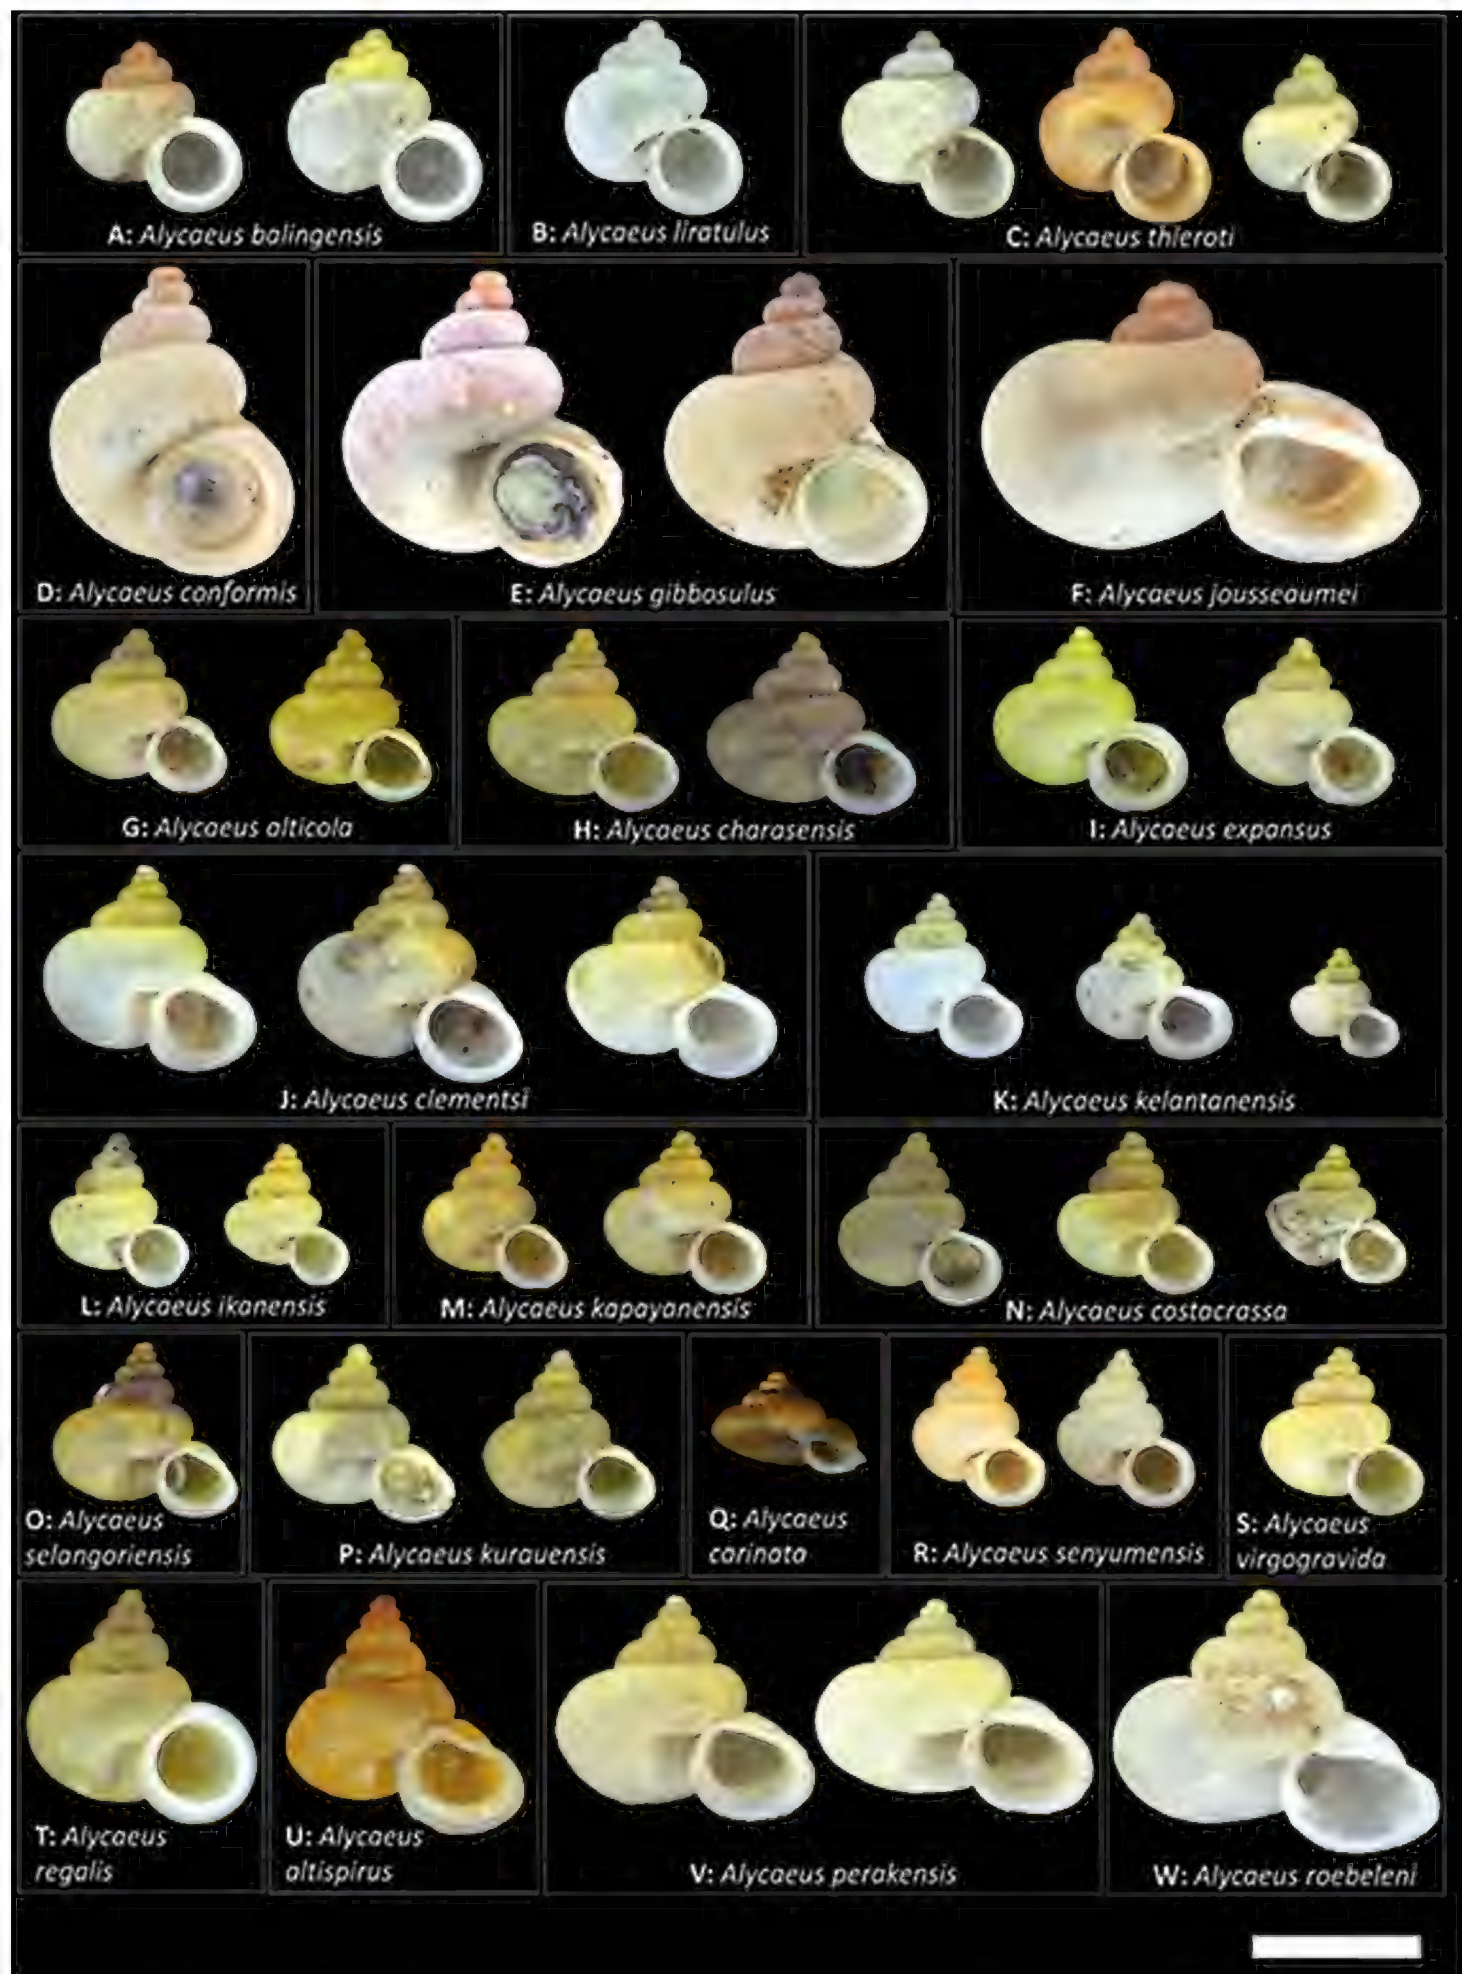 A: Alycaeus balingensis
B: Alycaeus liratulus
C: Alycaeus thieroti
D: Alycaeus conformis
E: Alycaeus gibbosulus
F: Alycaeus jousseaumei
G: Alycaeus alticola
H: Alycaeus charasensis
I: Alycaeus expansus
J: Alycaeus clementsi
K: Alycaeus kelantanensis
L: Alycaeus ikanensis
M: Alycaeus kapayanensis
N: Alycaeus costacrassa
O: Alycaeus
selangoriensis
P: Alycaeus kurauensis
Q: Alycaeus
carinata
R: Alycaeus senyumensis
S: Alycaeus
virgogravida
T: Alycaeus
regalis
U: Alycaeus
altispirus
V: Alycaeus perakensis
W: Alycaeus roebeleni